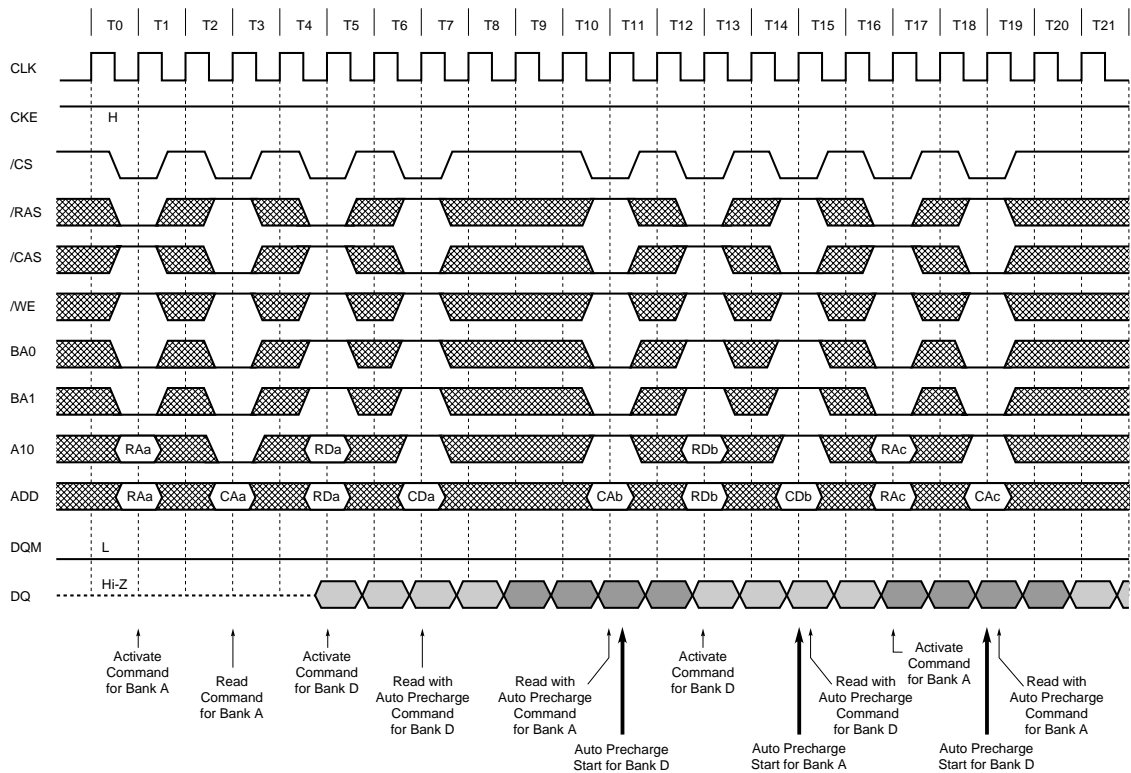 T0 T1 T2 T3 T4 T5 T6 T7 T8 T9 T10 T11 T12 T13 T14 T15 T16 T17 T18 T19 T20 T21
CLK
CKE H
/CS
/RAS
/CAS
/WE
BA0
BA1
A10 RAa RDa RDb RAc
ADD RAa CAa RDa CDa CAb RDb CDb RAc CAc
DQM L
DQ Hi-Z
Activate
Command
for Bank A
Read
Command
for Bank A
Activate
Command
for Bank D
Read with
Auto Precharge
Command
for Bank D
Read with
Auto Precharge
Command
for Bank A
Auto Precharge
Start for Bank D
Activate
Command
for Bank D
Auto Precharge
Start for Bank A
Read with
Auto Precharge
Command
for Bank D
Activate
Command
for Bank A
Auto Precharge
Start for Bank D
Read with
Auto Precharge
Command
for Bank A